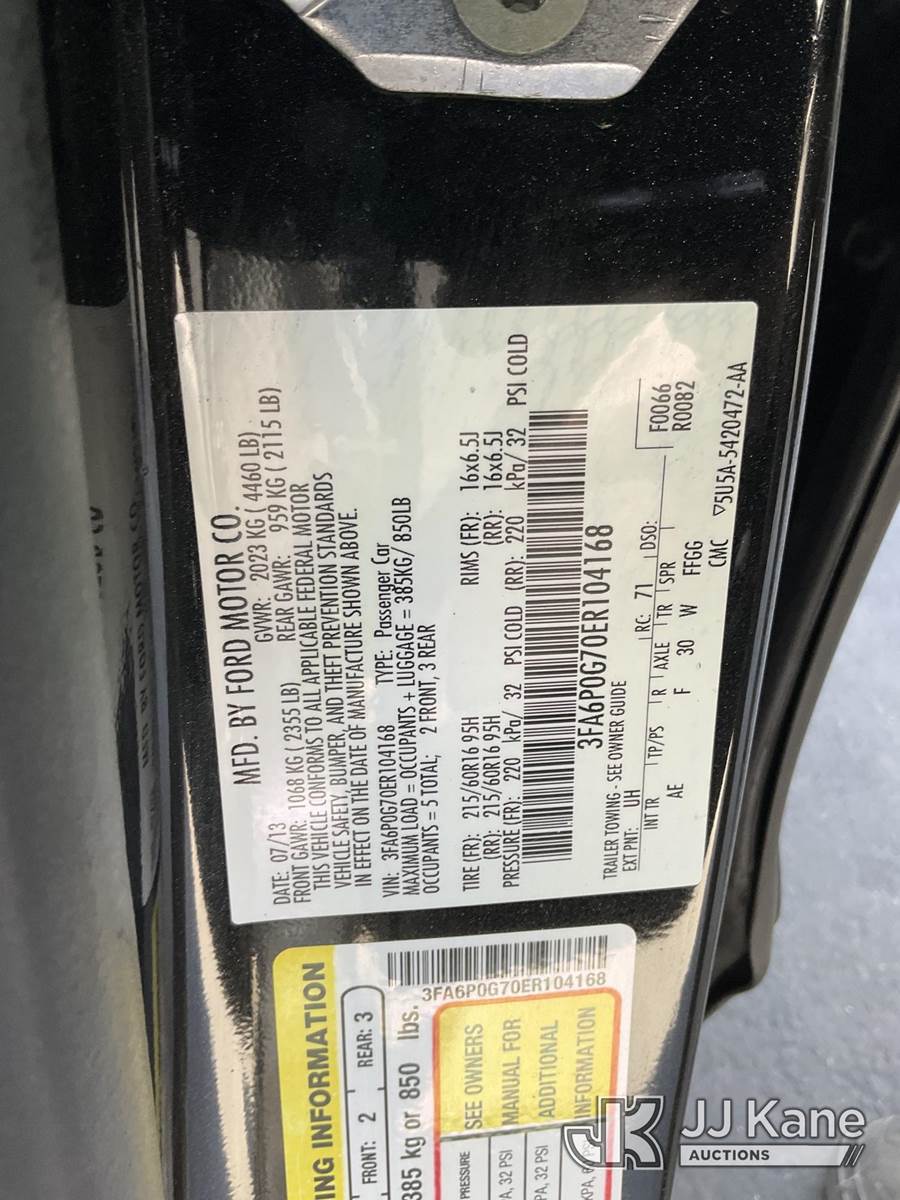 MFD. BY FORD MOTOR CO.
DATE: 07/13 GVWR: 2023 KG ( 4460 LB)
FRONT GAWR: 1068 KG ( 2355 LB) REAR GAWR: 959 KG ( 2115 LB)
THIS VEHICLE CONFORMS TO ALL APPLICABLE FEDERAL MOTOR
VEHICLE SAFETY, BUMPER, AND THEFT PREVENTION STANDARDS
IN EFFECT ON THE DATE OF MANUFACTURE SHOWN ABOVE.
VIN: 3FA6P0G70ER104168 TYPE: Passenger Car
MAXIMUM LOAD = OCCUPANTS + LUGGAGE = 385KG/ 850LB
OCCUPANTS = 5 TOTAL; 2 FRONT, 3 REAR
TIRE (FR): 215/60R16 95H RIMS (FR): 16x6.5J
(RR): 215/60R16 95H (RR): 16x6.5J
PRESSURE (FR): 220 kPa/ 32 PSI COLD (RR): 220 kPa/ 32 PSI COLD
3FA6P0G70ER104168
TRAILER TOWING - SEE OWNER GUIDE
EXT PNT: UH RC: 71 DSO: F0066
R0082
INT TR TP/PS R AXLE TR SPR
AE F 30 W FFGG
CMC
5U5A-5420472-AA
ING INFORMATION
FRONT: 2 REAR: 3
385 kg or 850 lbs.
3FA6P0G70ER104168
PRESSURE SEE OWNERS
A, 32 PSI MANUAL FOR
PA, 32 PSI ADDITIONAL
INFORMATION
JK JJ Kane
AUCTIONS